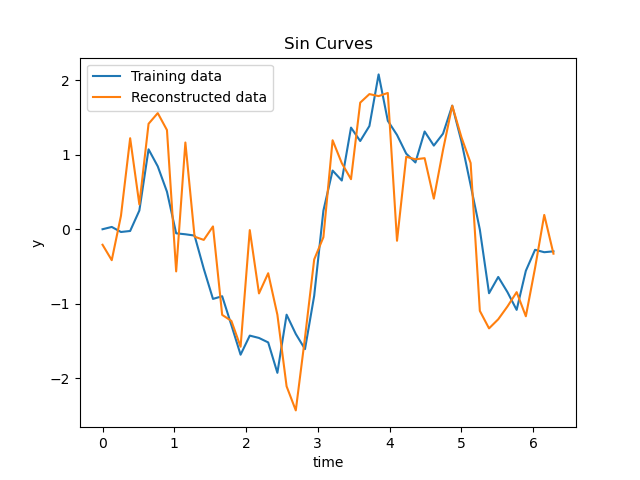 Sin Curves
Training data
Reconstructed data
y
2
1
0
−1
−2
0 1 2 3 4 5 6
time